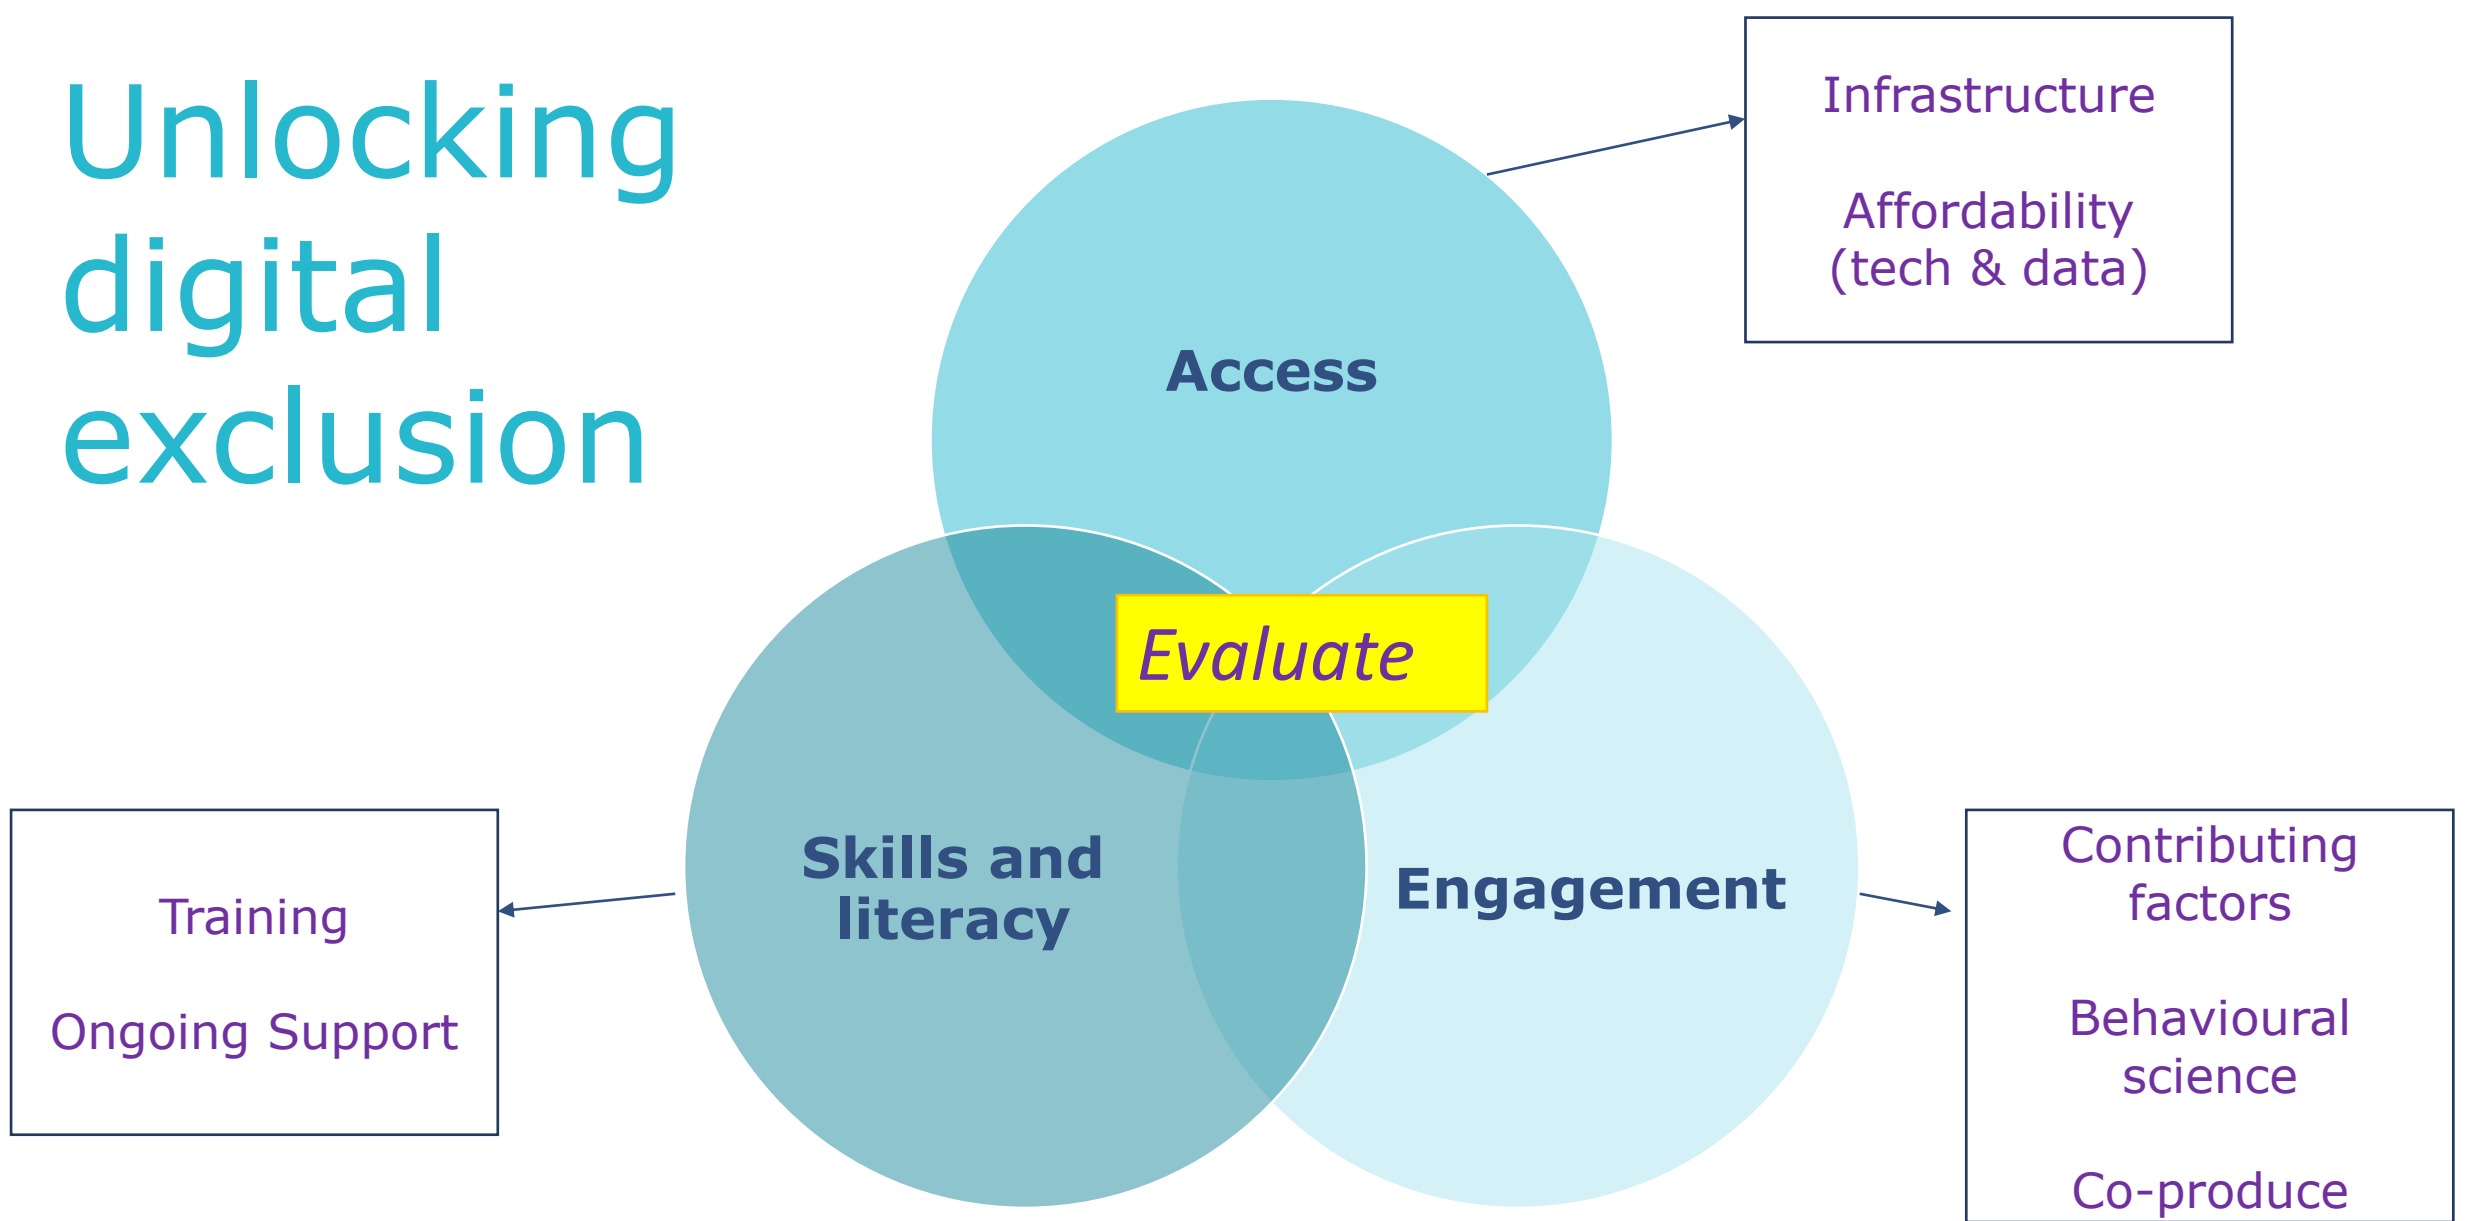 Unlocking
digital
exclusion
Infrastructure
Affordability
(tech & data)
Access
Evaluate
Skills and
literacy
Engagement
Training
Ongoing Support
Contributing
factors
Behavioural
science
Co-produce